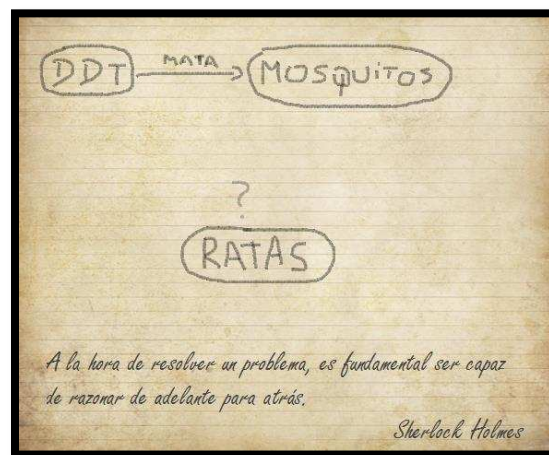 DDT MATA MOSQUITOS
?
RATAS
A la hora de resolver un problema, es fundamental ser capaz
de razonar de adelante para atrás.
Sherlock Holmes